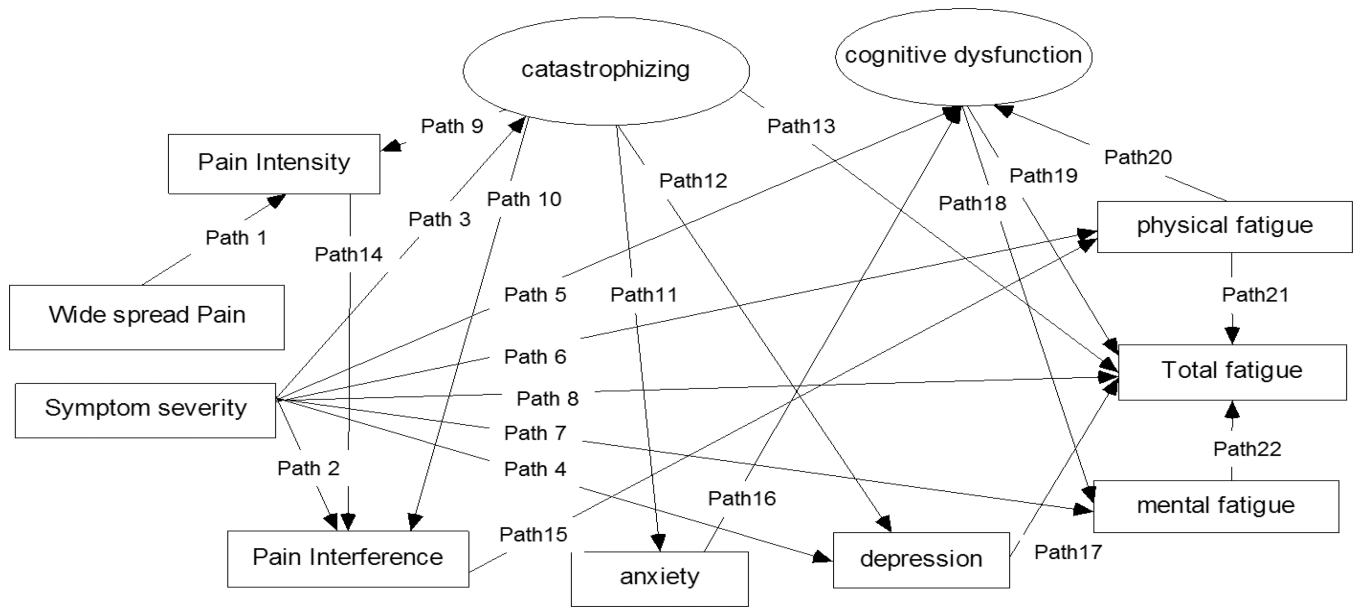 cognitive dysfunction
catastrophizing
Path 9
Path13
Pain Intensity
Path20
Path12
Path19
Path 10
Path18
Path 3
physical fatigue
Path 1
Path14
Path 5
Path11
Path21
Wide spread Pain
Path 6
Total fatigue
Symptom severity
Path 8
Path 7
Path22
Path 2
Path 4
Path16
mental fatigue
Path15
Pain Interference
Path17
depression
anxiety